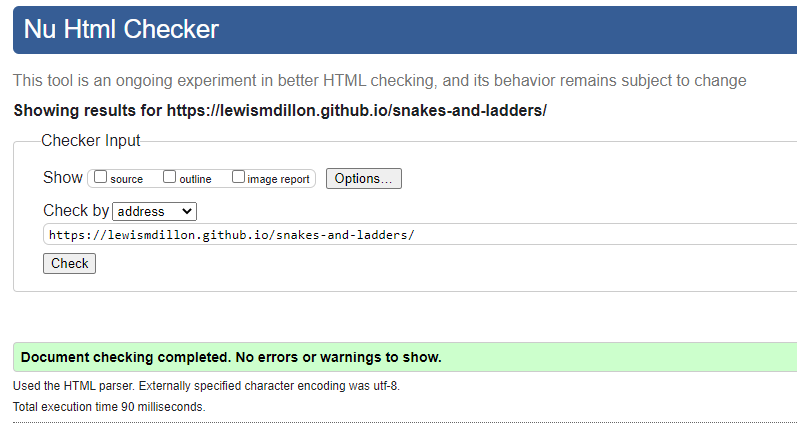 Nu Html Checker
This tool is an ongoing experiment in better HTML checking, and its behavior remains subject to change
Showing results for https://lewismdillon.github.io/snakes-and-ladders/
Checker Input
Show source outline image report Options...
Check by address
https://lewismdillon.github.io/snakes-and-ladders/
Check
Document checking completed. No errors or warnings to show.
Used the HTML parser. Externally specified character encoding was utf-8.
Total execution time 90 milliseconds.